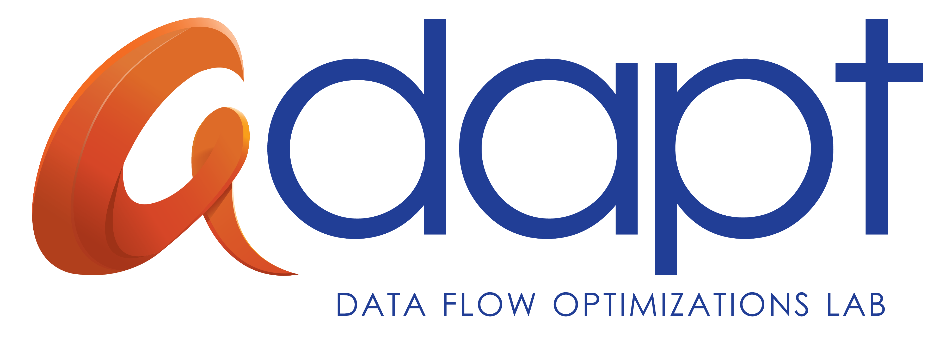 adapt
DATA FLOW OPTIMIZATIONS LAB